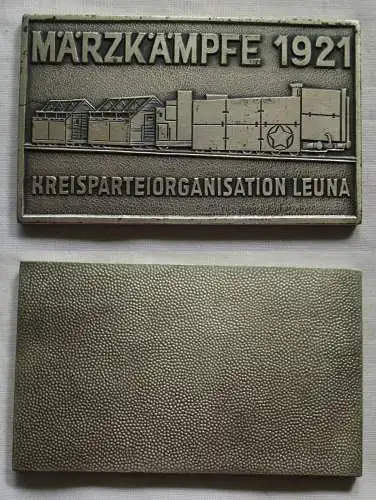 MÄRZKÄMPFE 1921
KREISPARTEIORGANISATION LEUNA